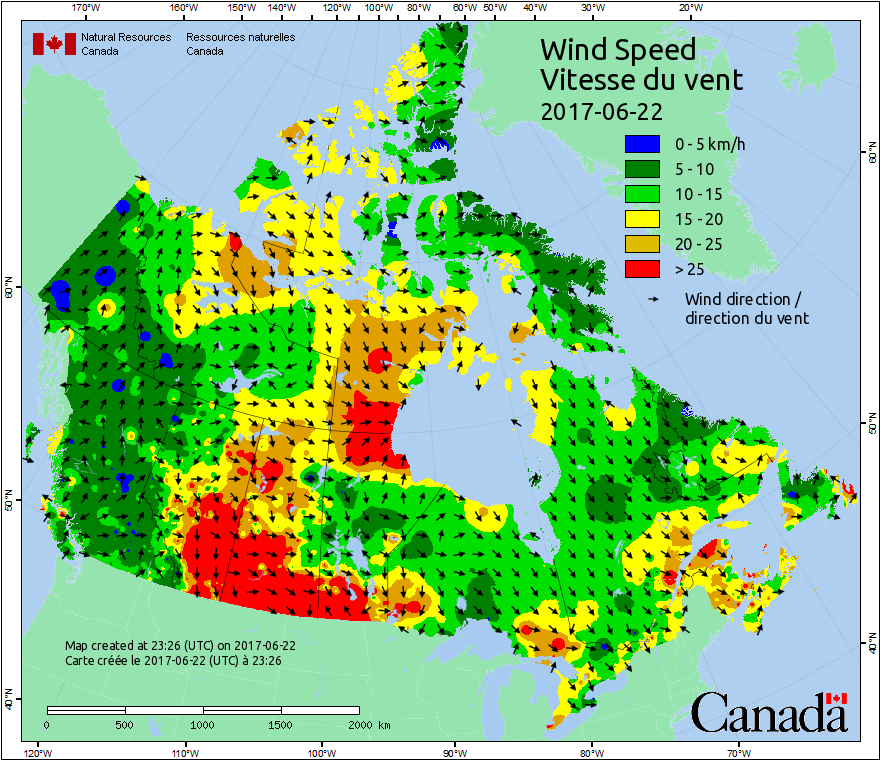 170°W 160°W 150°W 140°W 120°W 110°W 100°W 80°W 60°W 50°W 40°W 30°W 20°W
Natural Resources Ressources naturelles
Canada Canada
Wind Speed
Vitesse du vent
2017-06-22
0 - 5 km/h
5 - 10
10 - 15
15 - 20
20 - 25
> 25
Wind direction /
direction du vent
60°N
60°N
50°N
50°N
40°N
40°N
Map created at 23:26 (UTC) on 2017-06-22
Carte créée le 2017-06-22 (UTC) à 23:26
0 500 1000 1500 2000 km
Canada
120°W 110°W 100°W 90°W 80°W 70°W